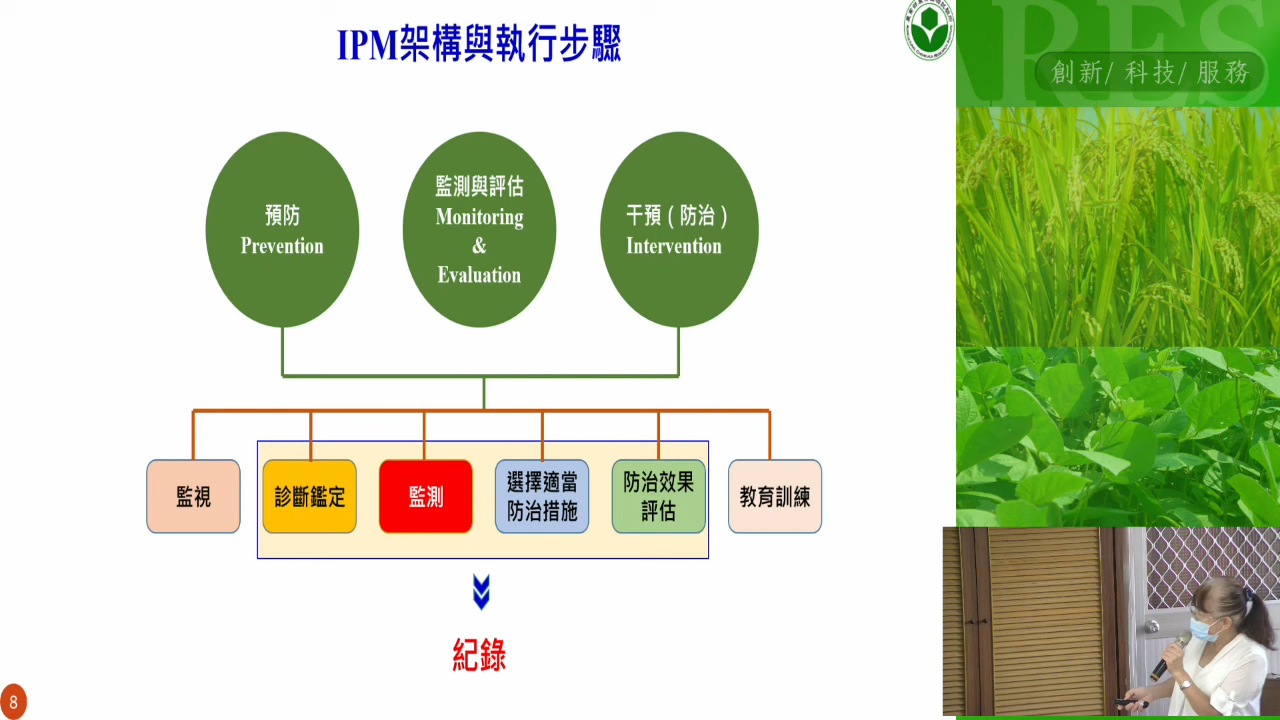 IPM架構與執行步驟
創新/ 科技/ 服務
預防
Prevention
監測與評估
Monitoring
&
Evaluation
干預（防治）
Intervention
監視
診斷鑑定
監測
選擇適當
防治措施
防治效果
評估
教育訓練
紀錄
8